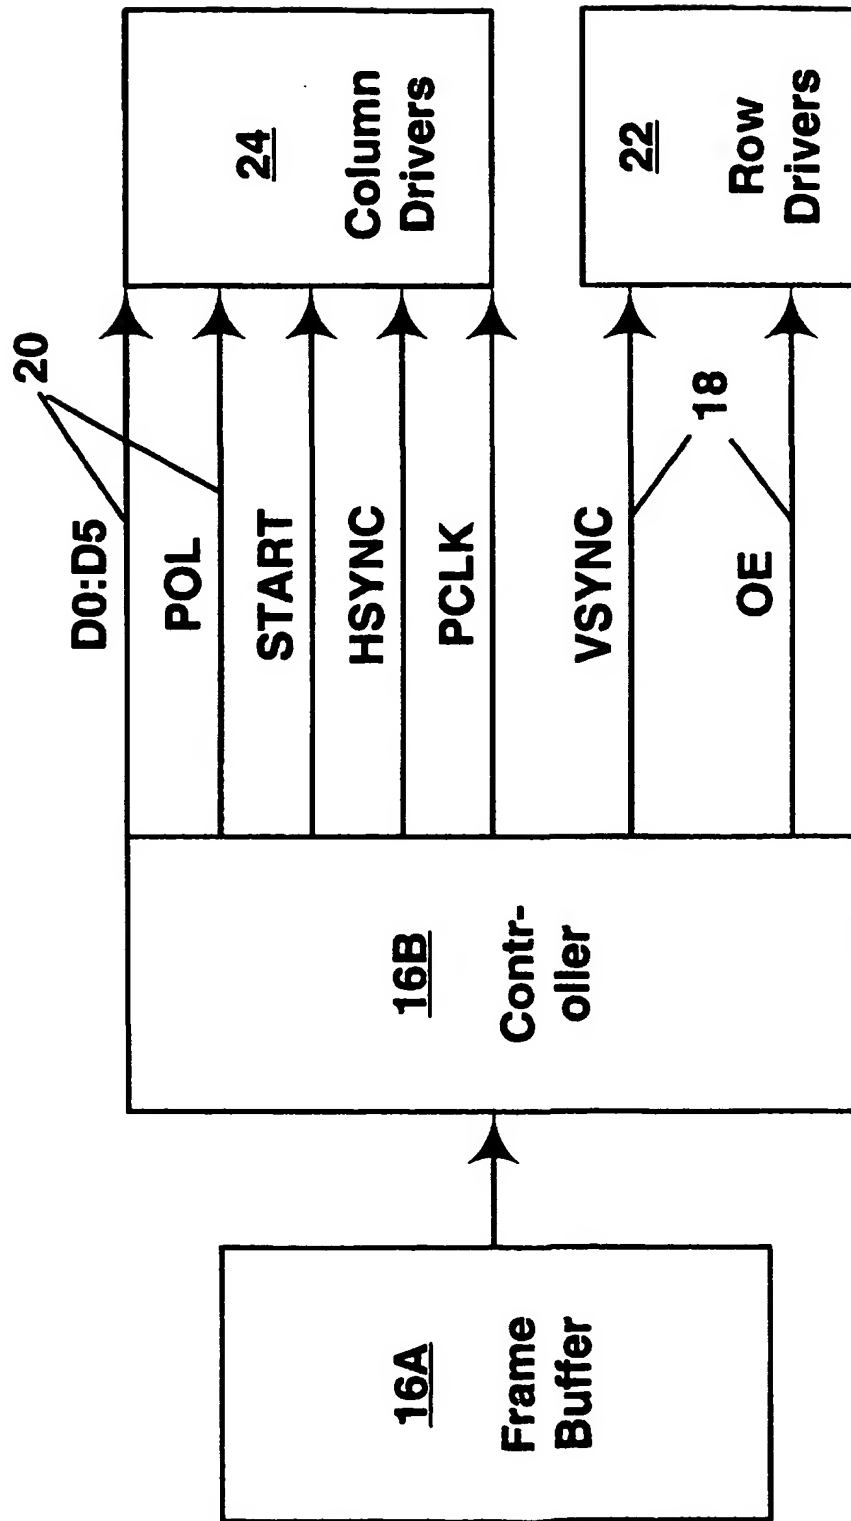 16A
Frame
Buffer
16B
Contr-
oller
D0:D5
POL
START
HSYNC
PCLK
VSYNC
OE
20
18
24
Column
Drivers
22
Row
Drivers